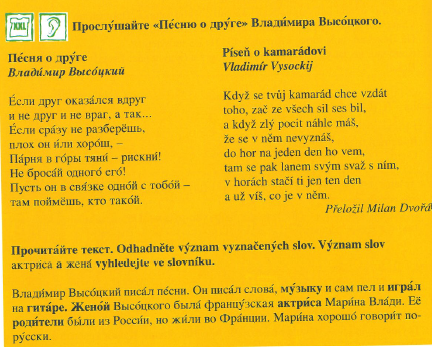 XXL
Прослу́шайте «Пе́сню о дру́ге» Влади́мира Высо́цкого.
Пе́сня о дру́ге
Влади́мир Высо́цкий
Е́сли друг оказа́лся вдруг
и не друг и не враг, а так...
Е́сли сра́зу не разберёшь,
плох он и́ли хоро́ш, –
Па́рня в го́ры тяни́ – рискни́!
Не броса́й одного́ его́!
Пусть он в свя́зке одно́й с тобо́й –
там поймёшь, кто тако́й.
Píseň o kamarádovi
Vladimír Vysockij
Když se tvůj kamarád chce vzdát
toho, zač ze všech sil ses bil,
a když zlý pocit náhle máš,
že se v něm nevyznáš,
do hor na jeden den ho vem,
tam se pak lanem svým svaž s ním,
v horách stačí ti jen ten den
a už víš, co je v něm.
Přeložil Milan Dvořá
Прочита́йте текст. Odhadněte význam vyznačených slov. Význam slov
актри́са a жена́ vyhledejte ve slovníku.
Влади́мир Высо́цкий писа́л пе́сни. Он писа́л слова́, му́зыку и сам пел и игра́л
на гита́ре. Жено́й Высо́цкого была́ францу́зская актри́са Мари́на Вла́ди. Её
роди́тели бы́ли из Росси́и, но жи́ли во Фра́нции. Мари́на хорошо́ говори́т по-
ру́сски.